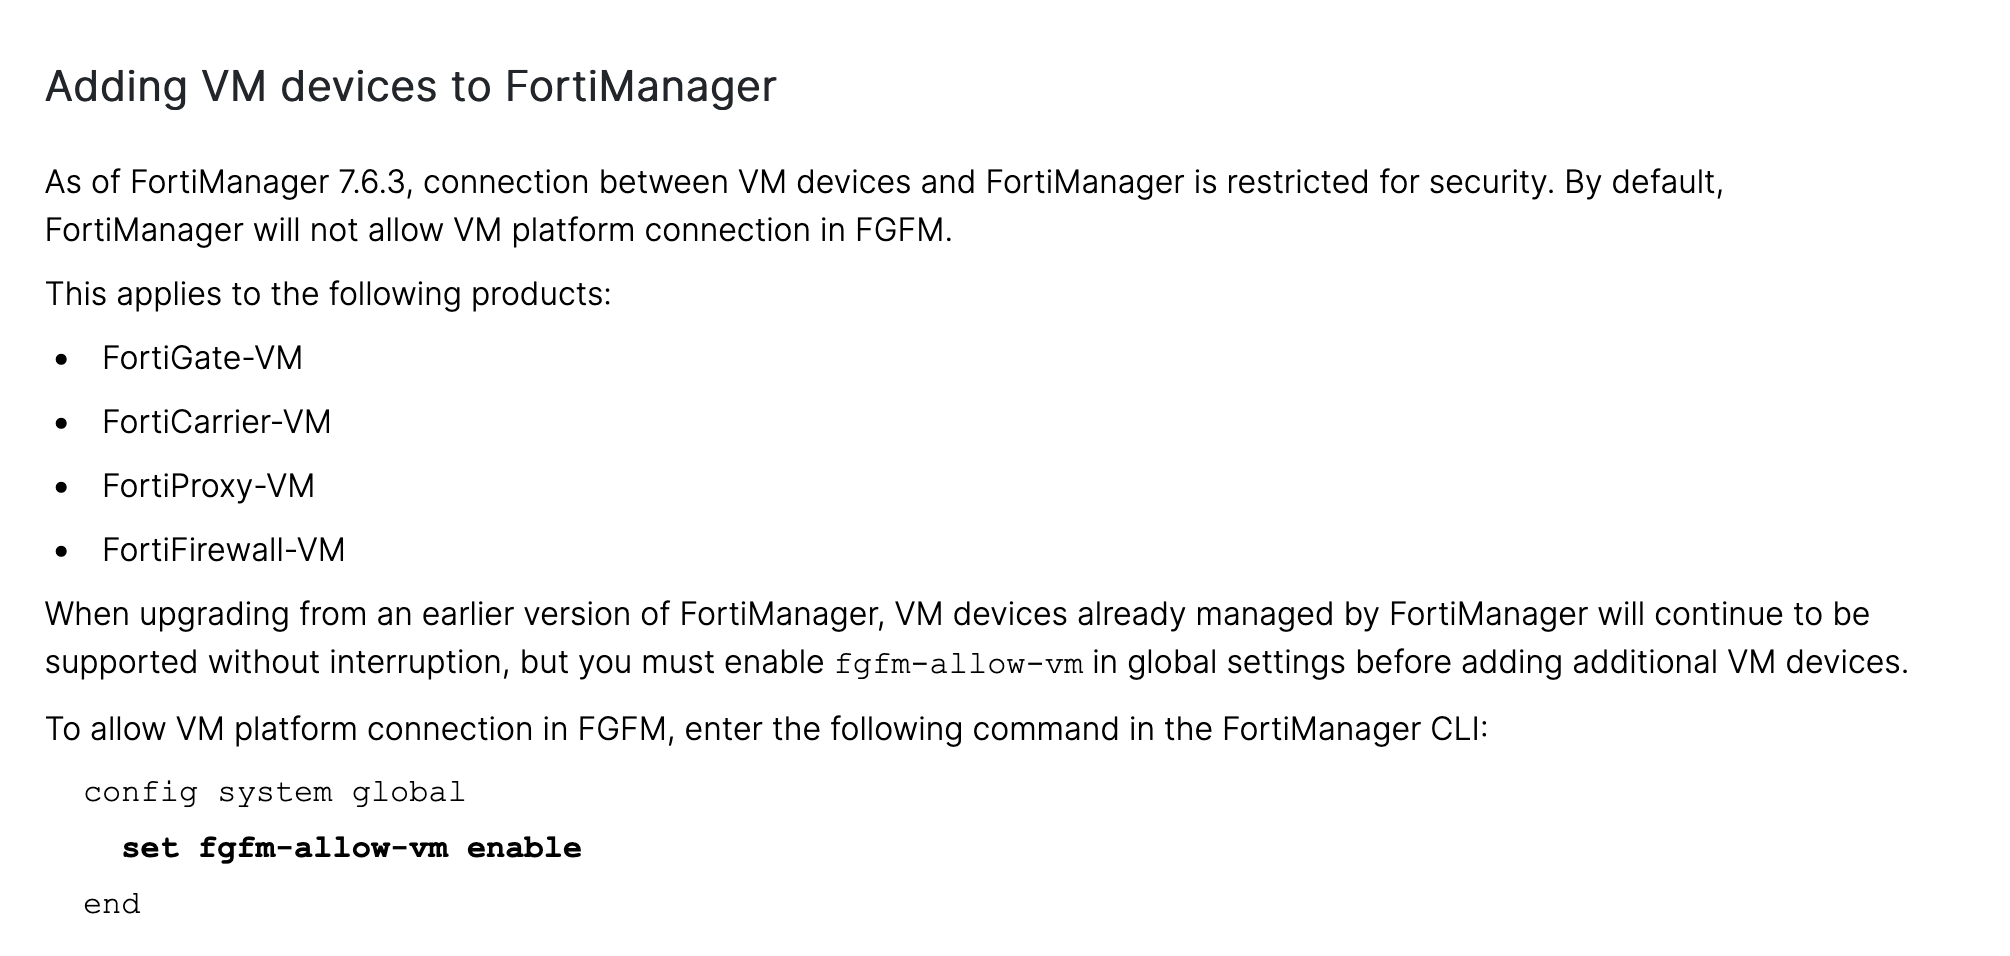 Adding VM devices to FortiManager
As of FortiManager 7.6.3, connection between VM devices and FortiManager is restricted for security. By default,
FortiManager will not allow VM platform connection in FGFM.
This applies to the following products:
• FortiGate-VM
• FortiCarrier-VM
• FortiProxy-VM
• FortiFirewall-VM
When upgrading from an earlier version of FortiManager, VM devices already managed by FortiManager will continue to be
supported without interruption, but you must enable fgfm-allow-vm in global settings before adding additional VM devices.
To allow VM platform connection in FGFM, enter the following command in the FortiManager CLI:
config system global
set fgfm-allow-vm enable
end